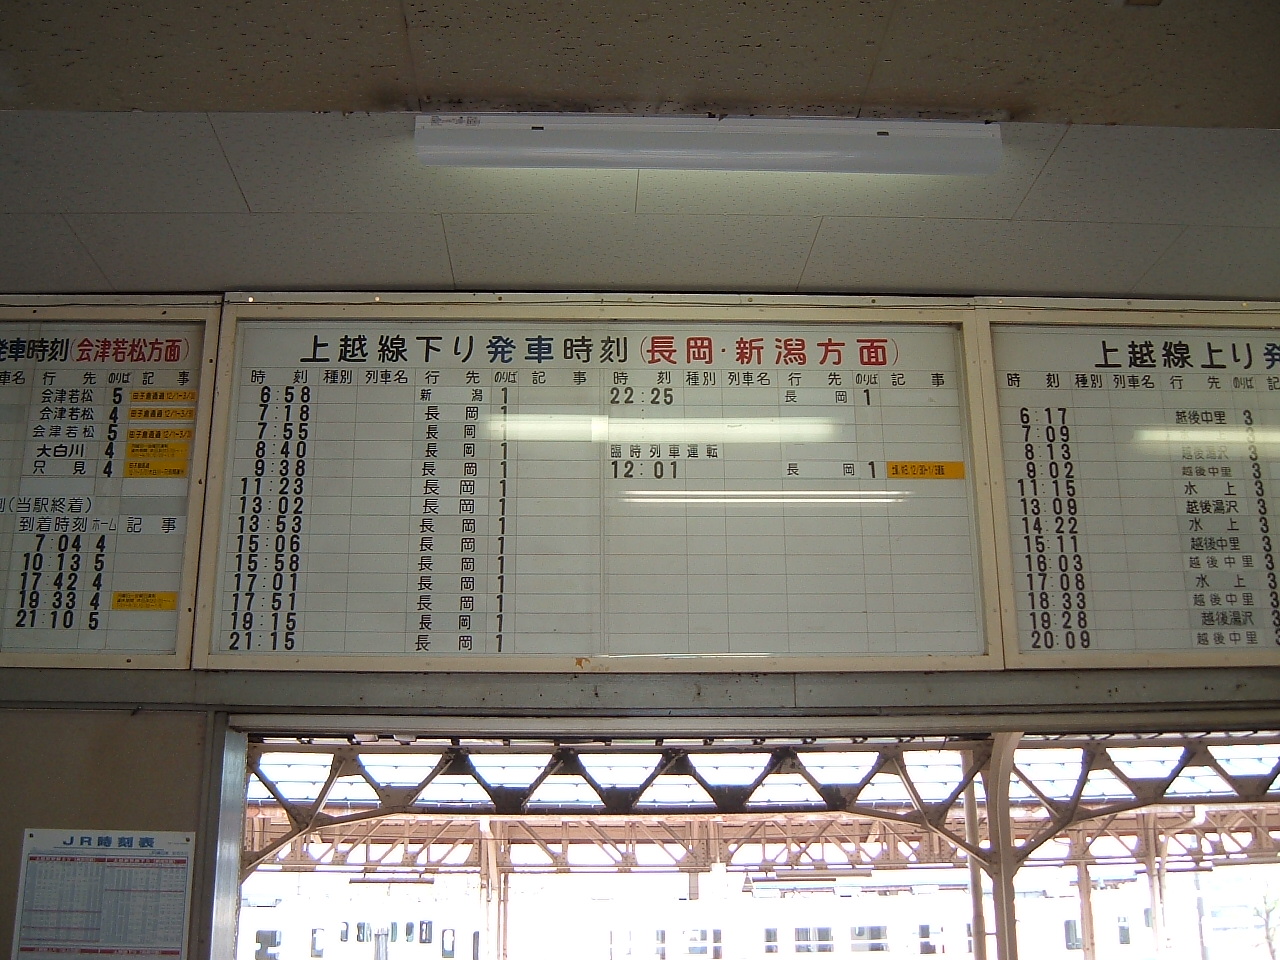 発車時刻(会津若松方面)
車名 行先 のりば 記事
会津若松 5
会津若松 4
会津若松 5
大白川 4
只見 4
(当駅終着)
到着時刻 ホーム 記事
7:04 4
10:13 5
17:42 4
19:33 4
21:10 5
上越線下り発車時刻(長岡・新潟方面)
時刻 種別 列車名 行先 のりば 記事 時刻 種別 列車名 行先 のりば 記事
6:58 新潟 1
7:18 長岡 1
7:55 長岡 1
8:40 長岡 1
9:38 長岡 1
11:23 長岡 1
13:02 長岡 1
13:53 長岡 1
15:06 長岡 1
15:58 長岡 1
17:01 長岡 1
17:51 長岡 1
19:15 長岡 1
21:15 長岡 1
22:25 長岡 1
臨時列車運転
12:01 長岡 1
上越線上り発
時刻 種別 列車名 行先 のりば 記
6:17 越後中里 3
7:09 3
8:13 越後湯沢 3
9:02 越後中里 3
11:15 水上 3
13:09 越後湯沢 3
14:22 水上 3
15:11 越後中里 3
16:03 越後中里 3
17:08 水上 3
18:33 越後中里 3
19:28 越後湯沢 3
20:09 越後中里 3
JR時刻表